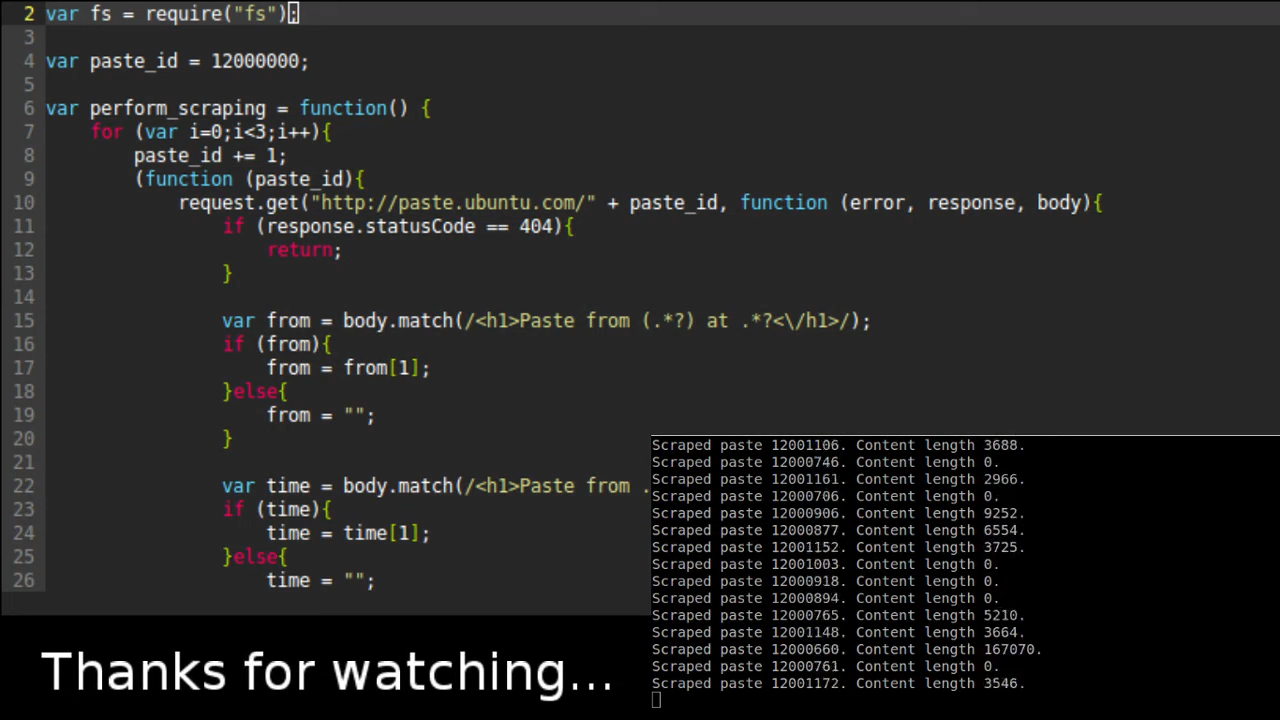 2 var fs = require("fs");
3
4 var paste_id = 12000000;
5
6 var perform_scraping = function() {
7 for (var i=0;i<3;i++){
8 paste_id += 1;
9 (function (paste_id){
10 request.get("http://paste.ubuntu.com/" + paste_id, function (error, response, body){
11 if (response.statusCode == 404){
12 return;
13 }
14
15 var from = body.match(/<h1>Paste from (.*?) at .*?<\/h1>/);
16 if (from){
17 from = from[1];
18 }else{
19 from = "";
20 }
21
22 var time = body.match(/<h1>Paste from .
23 if (time){
24 time = time[1];
25 }else{
26 time = "";
Scraped paste 12001106. Content length 3688.
Scraped paste 12000746. Content length 0.
Scraped paste 12001161. Content length 2966.
Scraped paste 12000706. Content length 0.
Scraped paste 12000906. Content length 9252.
Scraped paste 12000877. Content length 6554.
Scraped paste 12001152. Content length 3725.
Scraped paste 12001003. Content length 0.
Scraped paste 12000918. Content length 0.
Scraped paste 12000894. Content length 0.
Scraped paste 12000765. Content length 5210.
Scraped paste 12001148. Content length 3664.
Scraped paste 12000660. Content length 167070.
Scraped paste 12000761. Content length 0.
Scraped paste 12001172. Content length 3546.
Thanks for watching...